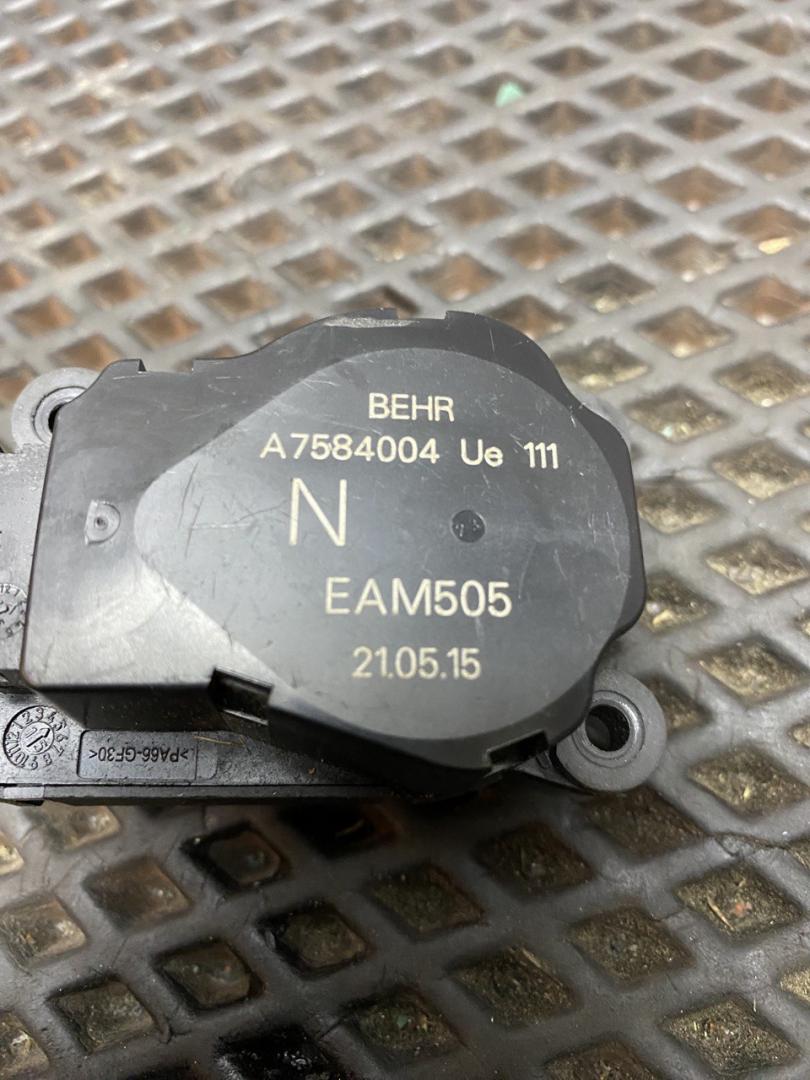 BEHR
A7584004 Ue 111
N
EAM505
21.05.15
>PA66-GF30<